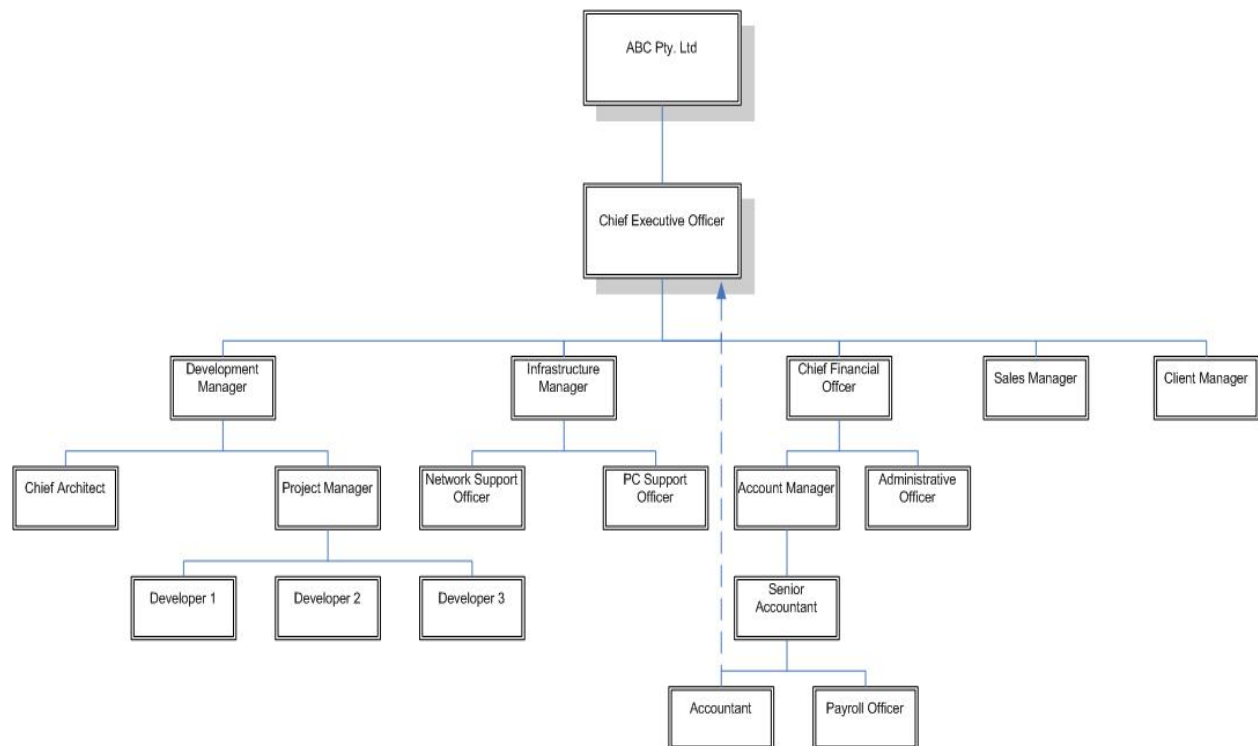 ABC Pty. Ltd
Chief Executive Officer
Development
Manager
Infrastructure
Manager
Chief Financial
Offcer
Sales Manager
Client Manager
Chief Architect
Project Manager
Network Support
Officer
PC Support
Officer
Account Manager
Administrative
Officer
Developer 1
Developer 2
Developer 3
Senior
Accountant
Accountant
Payroll Officer